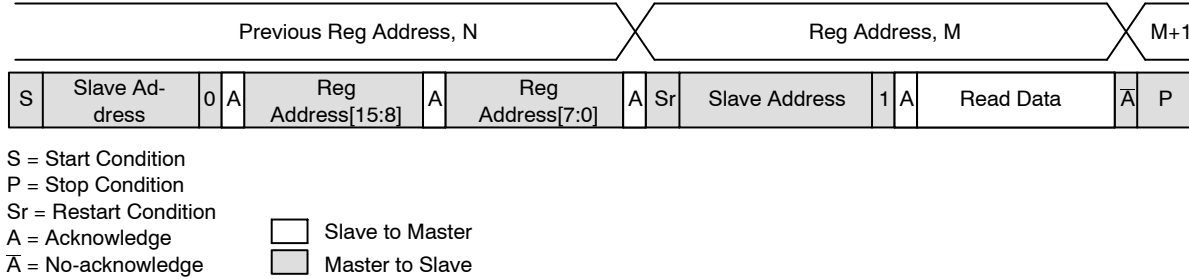 Previous Reg Address, N Reg Address, M M+1
S Slave Ad-
dress 0 A Reg
Address[15:8] A Reg
Address[7:0] A Sr Slave Address 1 A Read Data A̅ P
S = Start Condition
P = Stop Condition
Sr = Restart Condition
A = Acknowledge
A̅ = No-acknowledge
Slave to Master
Master to Slave